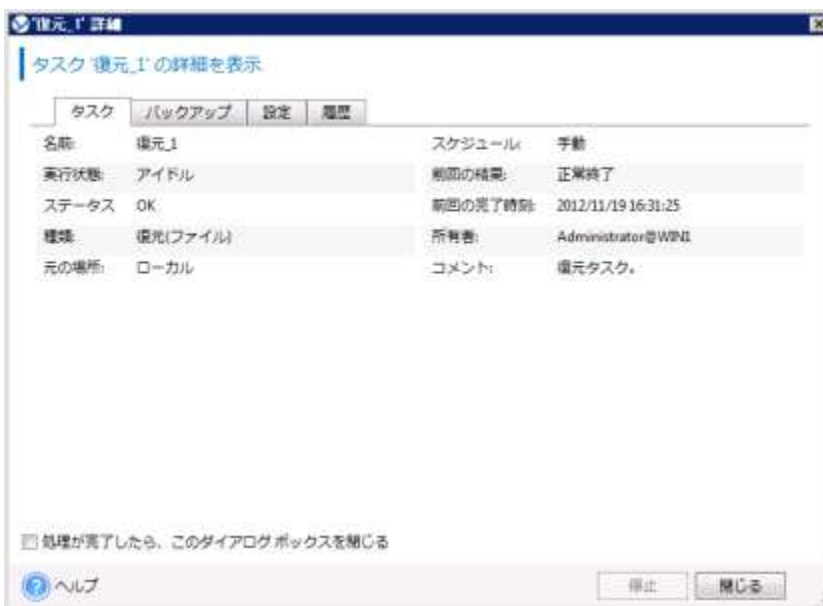 '復元_1' 詳細
タスク '復元_1' の詳細を表示
タスク バックアップ 設定 履歴
名前: 復元_1 スケジュール: 手動
実行状態: アイドル 前回の結果: 正常終了
ステータス OK 前回の完了時刻: 2012/11/19 16:31:25
種類: 復元(ファイル) 所有者: Administrator@WIN1
元の場所: ローカル コメント: 復元タスク。
処理が完了したら、このダイアログ ボックスを閉じる
ヘルプ 停止 閉じる